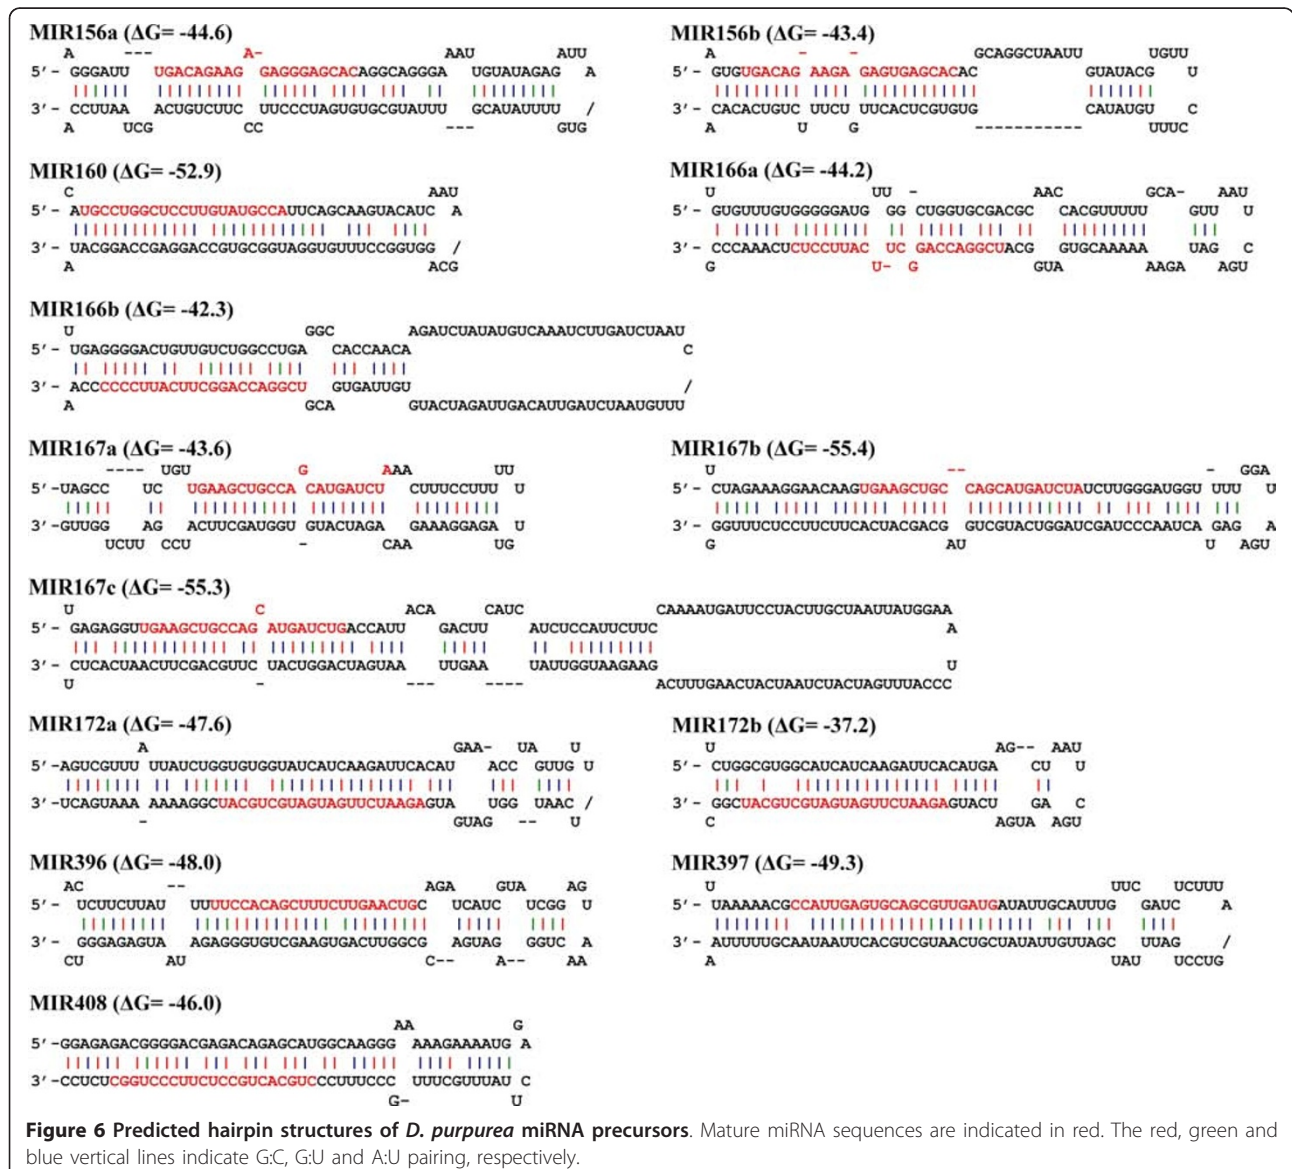 MIR156a (ΔG= -44.6)
A --- A- AAU AUU
5′- GGGAUU UGACAGAAG GAGGGAGCACAGGCAGGGA UGUAUAGAG A
3′- CCUUAA ACUGUCUUC UUCCCUAGUGUGCGUAUUU GCAUAUUUU /
A UCG CC --- GUG
MIR156b (ΔG= -43.4)
A - - GCAGGCUAAUU UGUU
5′- GUGUGACAG AAGA GAGUGAGCACAC GUAUACG U
3′- CACACUGUC UUCU UUCACUCGUGUG CAUAUGU C
A U G ----------- UUUC
MIR160 (ΔG= -52.9)
C AAU
5′- AUGCCUGGCUCCUUGUAUGCCAUUCAGCAAGUACAUC A
3′- UACGGACCGAGGACCGUGCGGUAGGUGUUUCCGGUGG /
A ACG
MIR166a (ΔG= -44.2)
U UU - AAC GCA- AAU
5′- GUGUUUGUGGGGGAUG GG CUGGUGCGACGC CACGUUUUU GUU U
3′- CCCAAACUCUCCUUAC UC GACCAGGCUACG GUGCAAAAA UAG C
G U- G GUA AAGA AGU
MIR166b (ΔG= -42.3)
U GGC AGAUCUAUAUGUCAAAUCUUGAUCUAAU
5′- UGAGGGGACUGUUGUCUGGCCUGA CACCAACA C
3′- ACCCCCCUUACUUCGGACCAGGCU GUGAUUGU /
A GCA GUACUAGAUUGACAUUGAUCUAAUGUUU
MIR167a (ΔG= -43.6)
---- UGU G AAA UU
5′-UAGCC UC UGAAGCUGCCA CAUGAUCU CUUUCCUUU U
3′-GUUGG AG ACUUCGAUGGU GUACUAGA GAAAGGAGA U
UCUU CCU - CAA UG
MIR167b (ΔG= -55.4)
U -- - GGA
5′- CUAGAAAGGAACAAGUGAAGCUGC CAGCAUGAUCUAUCUUGGGAUGGU UUU U
3′- GGUUUCUCCUUCUUCACUACGACG GUCGUACUGGAUCGAUCCCAAUCA GAG A
G AU U AGU
MIR167c (ΔG= -55.3)
U C ACA CAUC CAAAAUGAUUCCUACUUGCUAAUUAUGGAA
5′- GAGAGGUUGAAGCUGCCAG AUGAUCUGACCAUU GACUU AUCUCCAUUCUUC A
3′- CUCACUAACUUCGACGUUC UACUGGACUAGUAA UUGAA UAUUGGUAAGAAG U
U - --- ---- ACUUUGAACUACUAAUCUACUAGUUUACCC
MIR172a (ΔG= -47.6)
A GAA- UA U
5′-AGUCGUUU UUAUCUGGUGUGGUAUCAUCAAGAUUCACAU ACC GUUG U
3′-UCAGUAAA AAAAGGCUACGUCGUAGUAGUUCUAAGAGUA UGG UAAC /
- GUAG -- U
MIR172b (ΔG= -37.2)
U AG-- AAU
5′- CUGGCGUGGCAUCAUCAAGAUUCACAUGA CU U
3′- GGCUACGUCGUAGUAGUUCUAAGAGUACU GA C
C AGUA AGU
MIR396 (ΔG= -48.0)
AC -- AGA GUA AG
5′- UCUUCUUAU UUUUCCACAGCUUUCUUGAACUGC UCAUC UCGG U
3′- GGGAGAGUA AGAGGGUGUCGAAGUGACUUGGCG AGUAG GGUC A
CU AU C-- A-- AA
MIR397 (ΔG= -49.3)
U UUC UCUUU
5′- UAAAAACGCCAUUGAGUGCAGCGUUGAUGAUAUUGCAUUUG GAUC A
3′- AUUUUUGCAAUAAUUCACGUCGUAACUGCUAUAUUGUUAGC UUAG /
A UAU UCCUG
MIR408 (ΔG= -46.0)
AA G
5′-GGAGAGACGGGGACGAGACAGAGCAUGGCAAGGG AAAGAAAAUG A
3′-CCUCUCGGUCCCUUCUCCGUCACGUCCCUUUCCC UUUCGUUUAU C
G- U
Figure 6 Predicted hairpin structures of D. purpurea miRNA precursors. Mature miRNA sequences are indicated in red. The red, green and
blue vertical lines indicate G:C, G:U and A:U pairing, respectively.